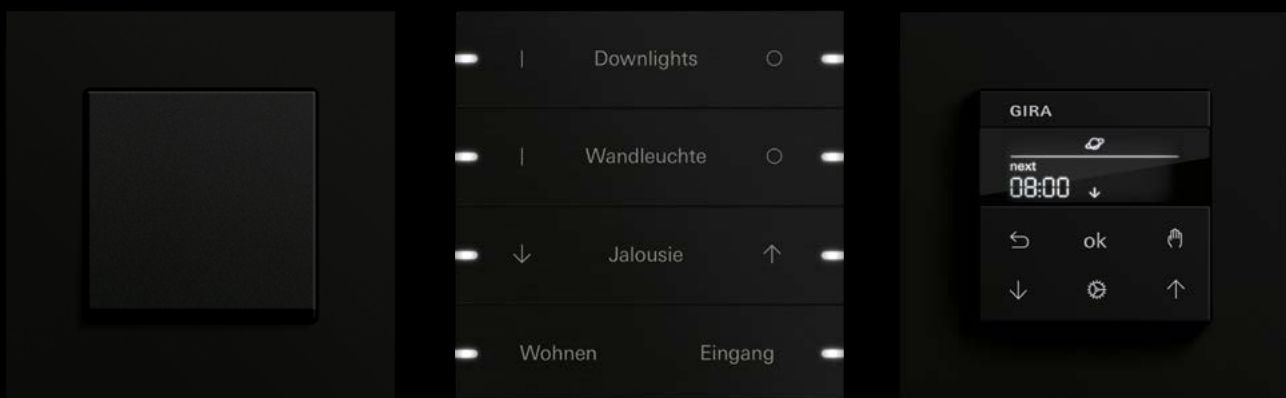 Downlights
Wandleuchte
Jalousie
Wohnen Eingang
GIRA
next
08:00
ok